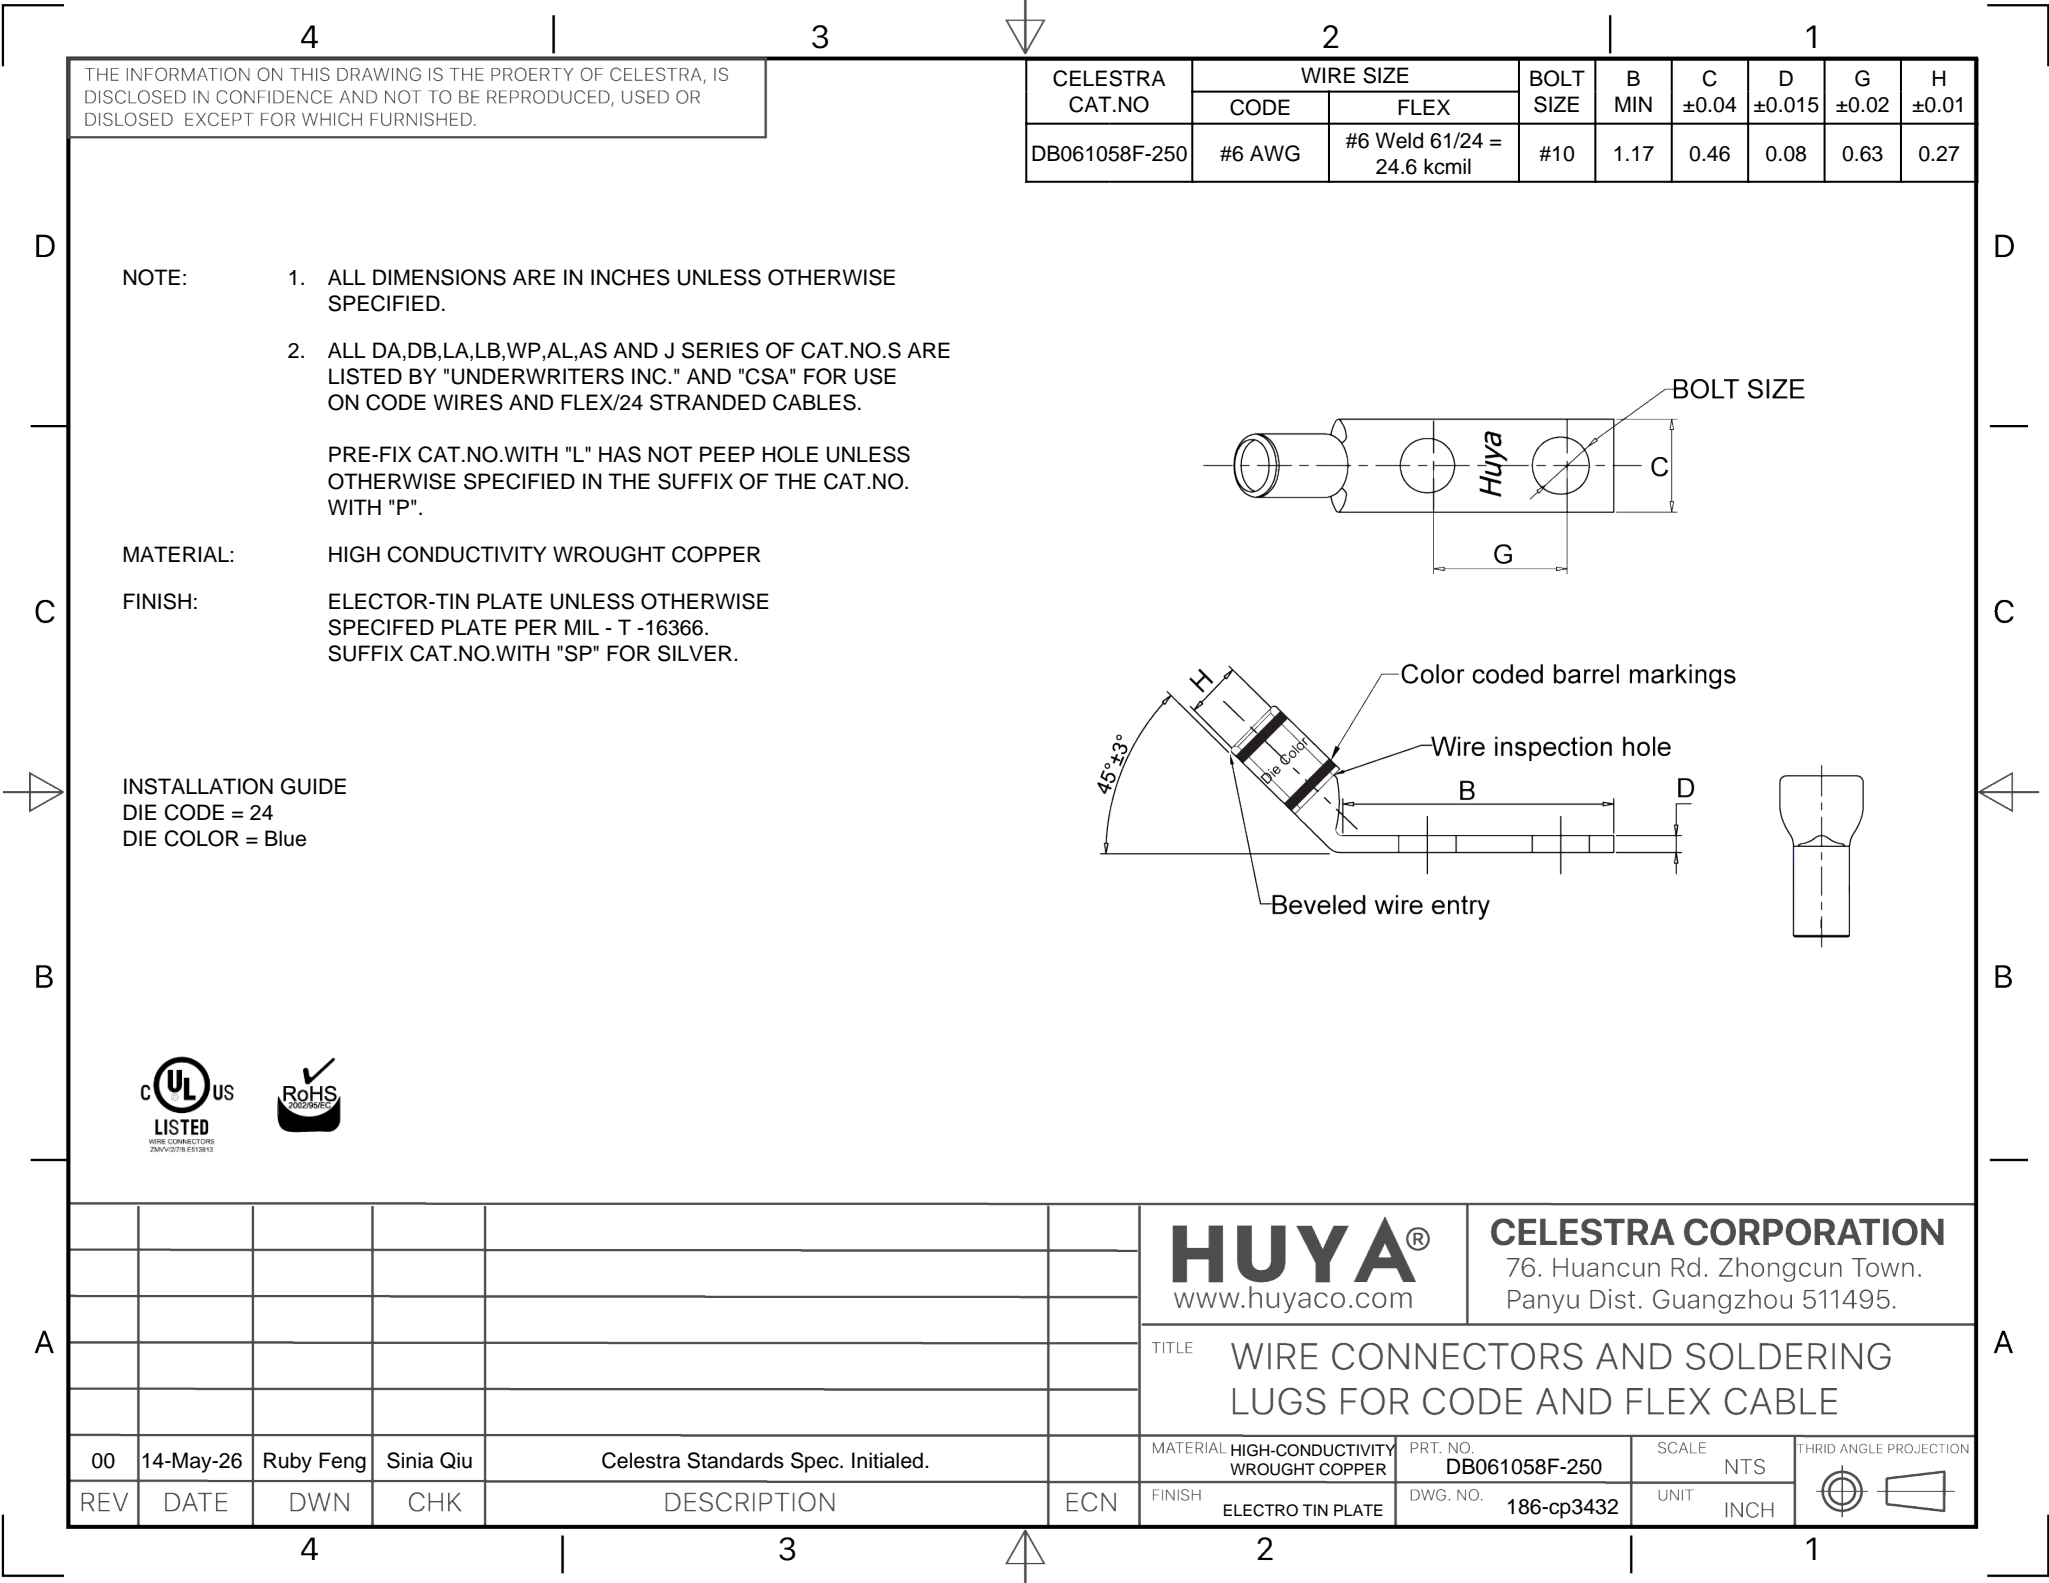 4 3 2 1
THE INFORMATION ON THIS DRAWING IS THE PROERTY OF CELESTRA, IS
DISCLOSED IN CONFIDENCE AND NOT TO BE REPRODUCED, USED OR
DISLOSED EXCEPT FOR WHICH FURNISHED.
CELESTRA CAT.NO WIRE SIZE BOLT SIZE B MIN C ±0.04 D ±0.015 G ±0.02 H ±0.01
CODE FLEX
DB061058F-250 #6 AWG #6 Weld 61/24 = 24.6 kcmil #10 1.17 0.46 0.08 0.63 0.27
D D
NOTE: 1. ALL DIMENSIONS ARE IN INCHES UNLESS OTHERWISE
SPECIFIED.
2. ALL DA,DB,LA,LB,WP,AL,AS AND J SERIES OF CAT.NO.S ARE
LISTED BY "UNDERWRITERS INC." AND "CSA" FOR USE
ON CODE WIRES AND FLEX/24 STRANDED CABLES.
PRE-FIX CAT.NO.WITH "L" HAS NOT PEEP HOLE UNLESS
OTHERWISE SPECIFIED IN THE SUFFIX OF THE CAT.NO.
WITH "P".
MATERIAL: HIGH CONDUCTIVITY WROUGHT COPPER
FINISH: ELECTOR-TIN PLATE UNLESS OTHERWISE
SPECIFED PLATE PER MIL - T -16366.
SUFFIX CAT.NO.WITH "SP" FOR SILVER.
INSTALLATION GUIDE
DIE CODE = 24
DIE COLOR = Blue
BOLT SIZE
Huya
C
G
C C
H
Color coded barrel markings
Die Color
Wire inspection hole
45°±3°
B
D
Beveled wire entry
B B
C UL US
LISTED
WIRE CONNECTORS
RoHS
2002/95/EC
A A
HUYA®
www.huyaco.com
CELESTRA CORPORATION
76. Huancun Rd. Zhongcun Town.
Panyu Dist. Guangzhou 511495.
TITLE
WIRE CONNECTORS AND SOLDERING
LUGS FOR CODE AND FLEX CABLE
00 14-May-26 Ruby Feng Sinia Qiu Celestra Standards Spec. Initialed.
REV DATE DWN CHK DESCRIPTION ECN
MATERIAL HIGH-CONDUCTIVITY
WROUGHT COPPER
PRT. NO.
DB061058F-250
SCALE
NTS
THRID ANGLE PROJECTION
FINISH
ELECTRO TIN PLATE
DWG. NO.
186-cp3432
UNIT
INCH
4 3 2 1